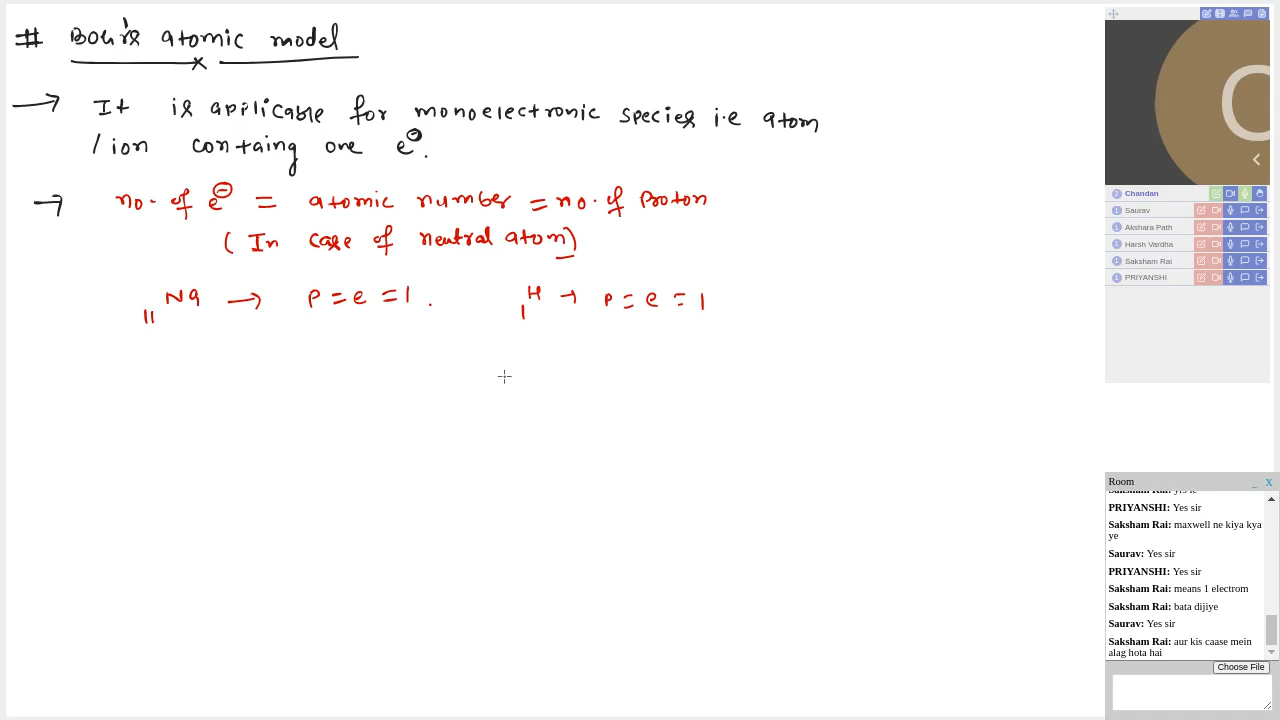 # Bohr's atomic model
→ It is applicable for monoelectronic species i.e atom
/ion containg one e⊖.
→ no. of e⊖ = atomic number = no. of Proton
( In case of neutral atom)
₁₁Na → P = e = 1 . ₁H → P = e = 1
C
Chandan
Saurav
Akshara Path
Harsh Vardha
Saksham Rai
PRIYANSHI
Room _ X
PRIYANSHI: Yes sir
Saksham Rai: maxwell ne kiya kya
ye
Saurav: Yes sir
PRIYANSHI: Yes sir
Saksham Rai: means 1 electrom
Saksham Rai: bata dijiye
Saurav: Yes sir
Saksham Rai: aur kis caase mein
alag hota hai
Choose File